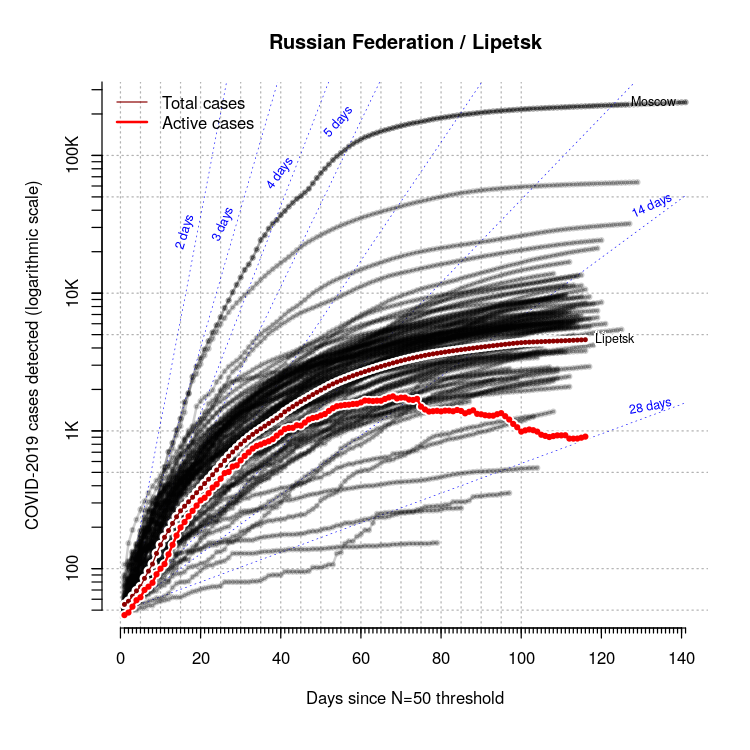 Russian Federation / Lipetsk
Total cases
Active cases
Moscow
Lipetsk
2 days
3 days
4 days
5 days
14 days
28 days
COVID-2019 cases detected (logarithmic scale)
100K
10K
1K
100
0 20 40 60 80 100 120 140
Days since N=50 threshold